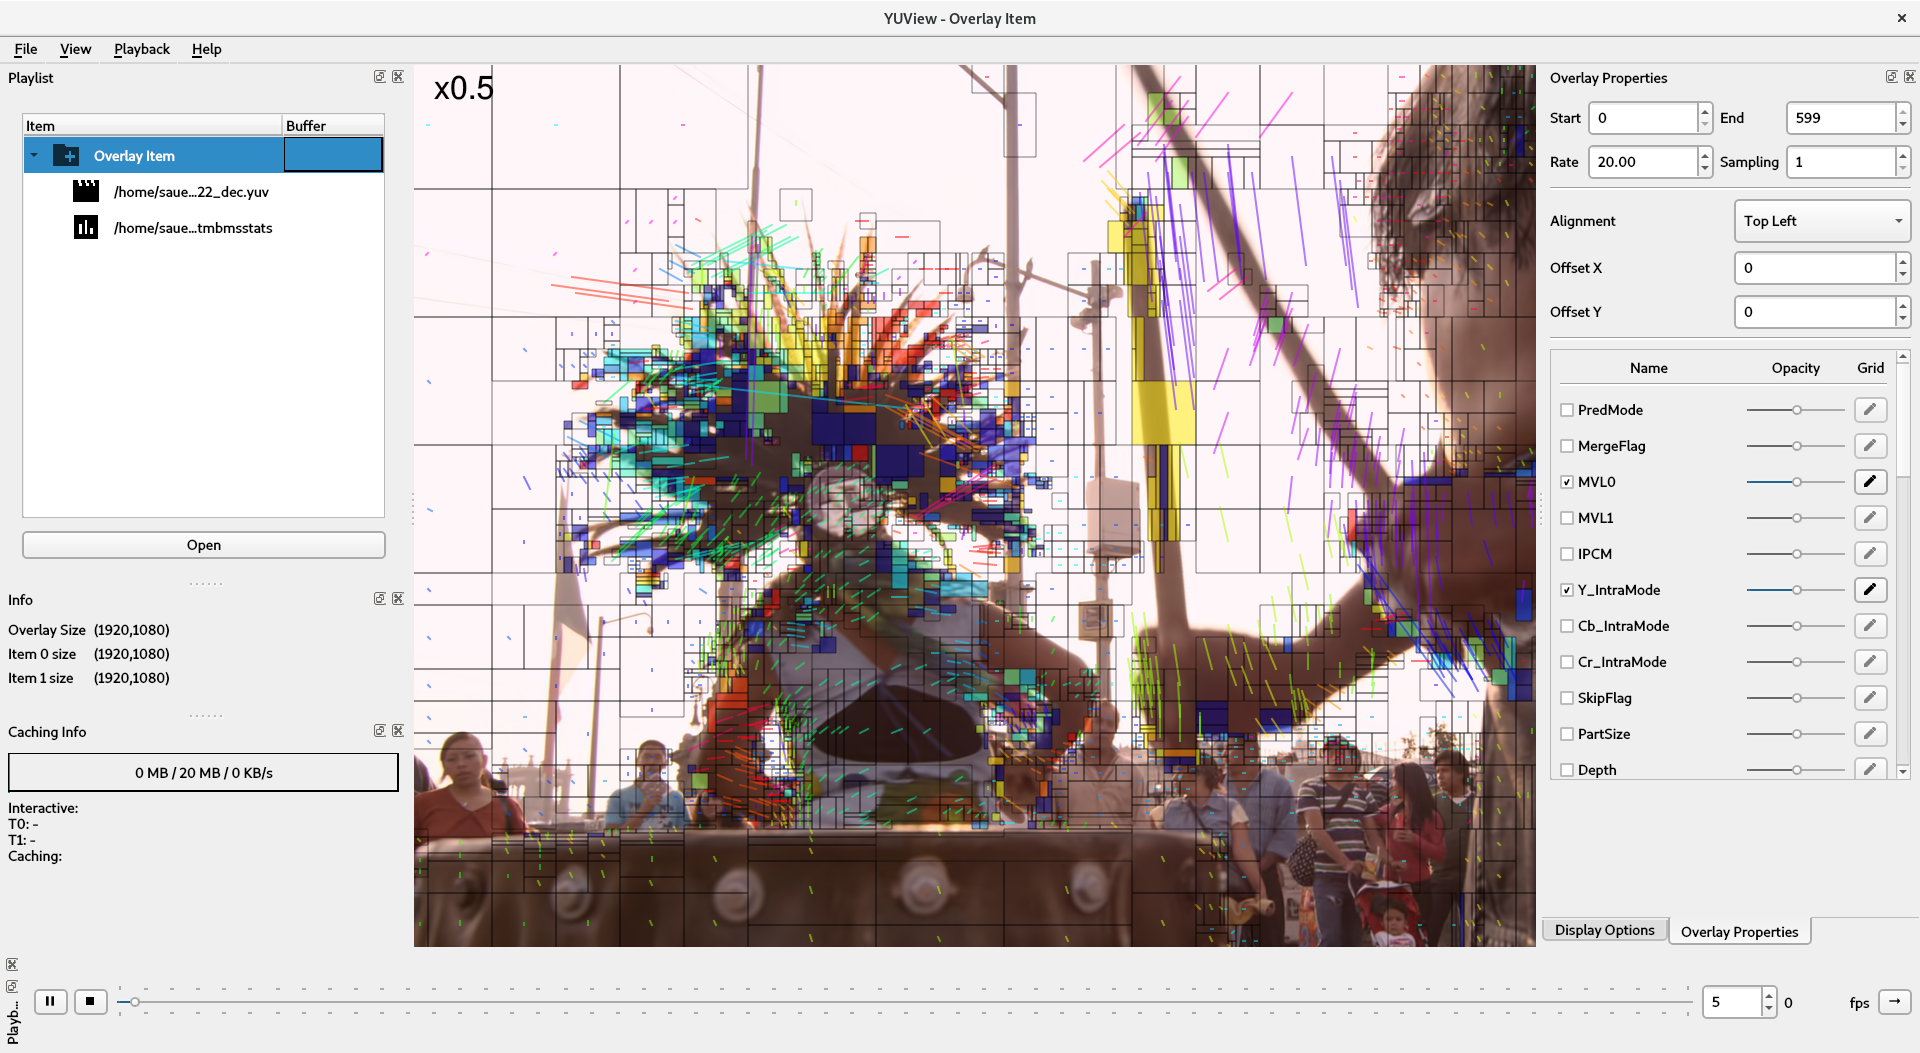 YUView - Overlay Item
File View Playback Help
Playlist
Item Buffer
Overlay Item
/home/saue...22_dec.yuv
/home/saue...tmbmsstats
Open
Info
Overlay Size (1920,1080)
Item 0 size (1920,1080)
Item 1 size (1920,1080)
Caching Info
0 MB / 20 MB / 0 KB/s
Interactive:
T0: -
T1: -
Caching:
x0.5
Overlay Properties
Start 0 End 599
Rate 20.00 Sampling 1
Alignment Top Left
Offset X 0
Offset Y 0
Name Opacity Grid
PredMode
MergeFlag
MVL0
MVL1
IPCM
Y_IntraMode
Cb_IntraMode
Cr_IntraMode
SkipFlag
PartSize
Depth
Display Options Overlay Properties
Playb...
5 0 fps